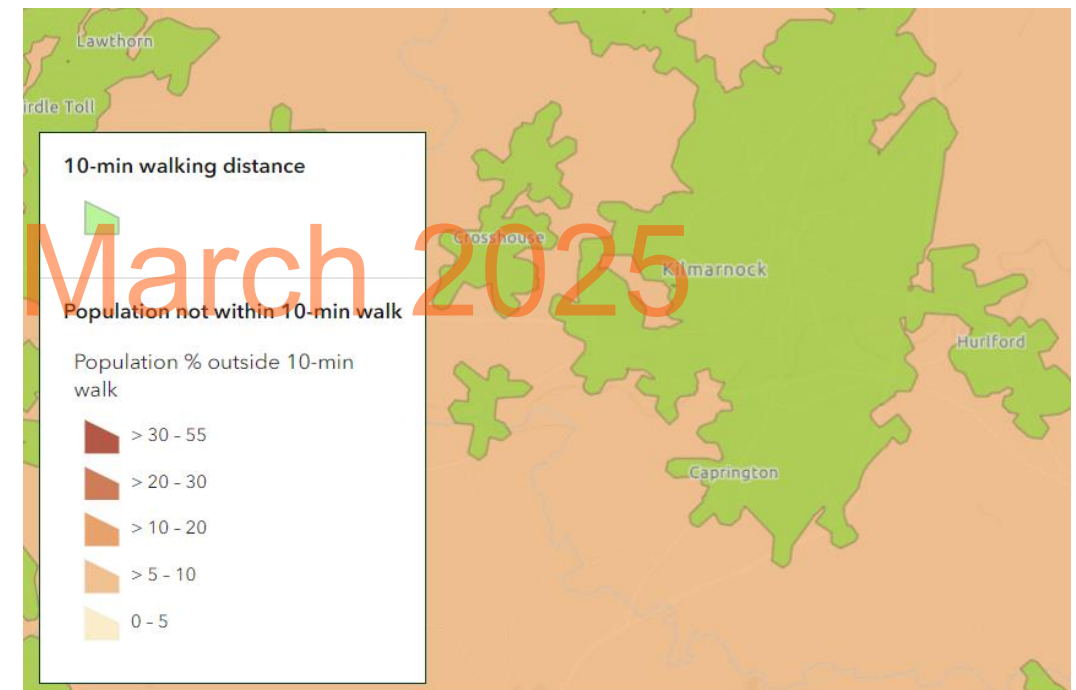 Lawthorn
irdle Toll
10-min walking distance
March 2025
Crosshouse
Kilmarnock
Population not within 10-min walk
Hurlford
Population % outside 10-min
walk
> 30 - 55
Caprington
> 20 - 30
> 10 - 20
> 5 - 10
0 - 5